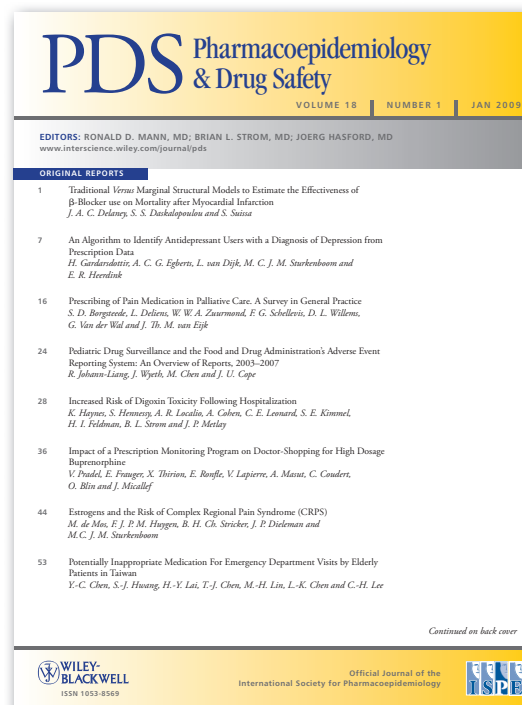 PDS Pharmacoepidemiology
& Drug Safety
VOLUME 18 NUMBER 1 JAN 2009
EDITORS: RONALD D. MANN, MD; BRIAN L. STROM, MD; JOERG HASFORD, MD
www.interscience.wiley.com/journal/pds
ORIGINAL REPORTS
1 Traditional Versus Marginal Structural Models to Estimate the Effectiveness of
β-Blocker use on Mortality after Myocardial Infarction
J. A. C. Delaney, S. S. Daskalopoulou and S. Suissa
7 An Algorithm to Identify Antidepressant Users with a Diagnosis of Depression from
Prescription Data
H. Gardarsdottir, A. C. G. Egberts, L. van Dijk, M. C. J. M. Sturkenboom and
E. R. Heerdink
16 Prescribing of Pain Medication in Palliative Care. A Survey in General Practice
S. D. Borgsteede, L. Deliens, W. W. A. Zuurmond, F. G. Schellevis, D. L. Willems,
G. Van der Wal and J. Th. M. van Eijk
24 Pediatric Drug Surveillance and the Food and Drug Administration's Adverse Event
Reporting System: An Overview of Reports, 2003–2007
R. Johann-Liang, J. Wyeth, M. Chen and J. U. Cope
28 Increased Risk of Digoxin Toxicity Following Hospitalization
K. Haynes, S. Hennessy, A. R. Localio, A. Cohen, C. E. Leonard, S. E. Kimmel,
H. I. Feldman, B. L. Strom and J. P. Metlay
36 Impact of a Prescription Monitoring Program on Doctor-Shopping for High Dosage
Buprenorphine
V. Pradel, E. Frauger, X. Thirion, E. Ronfle, V. Lapierre, A. Masut, C. Coudert,
O. Blin and J. Micallef
44 Estrogens and the Risk of Complex Regional Pain Syndrome (CRPS)
M. de Mos, F. J. P. M. Huygen, B. H. Ch. Stricker, J. P. Dieleman and
M.C. J. M. Sturkenboom
53 Potentially Inappropriate Medication For Emergency Department Visits by Elderly
Patients in Taiwan
Y.-C. Chen, S.-J. Hwang, H.-Y. Lai, T.-J. Chen, M.-H. Lin, L.-K. Chen and C.-H. Lee
Continued on back cover
WILEY-
BLACKWELL
ISSN 1053-8569
Official Journal of the
International Society for Pharmacoepidemiology
ISPE